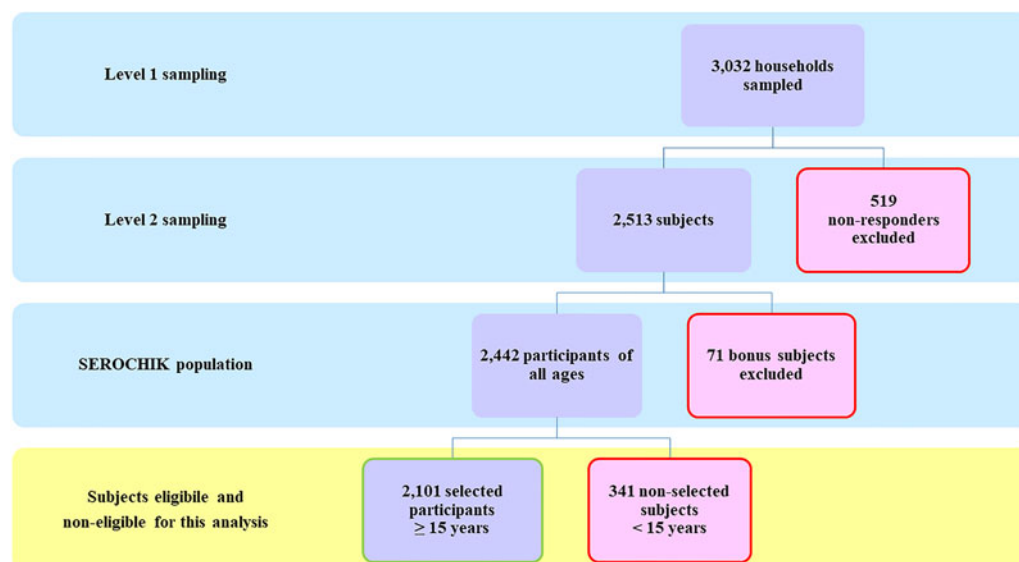 Level 1 sampling
3,032 households
sampled
Level 2 sampling
2,513 subjects
519
non-responders
excluded
SEROCHIK population
2,442 participants of
all ages
71 bonus subjects
excluded
Subjects eligibile and
non-eligible for this analysis
2,101 selected
participants
≥ 15 years
341 non-selected
subjects
< 15 years